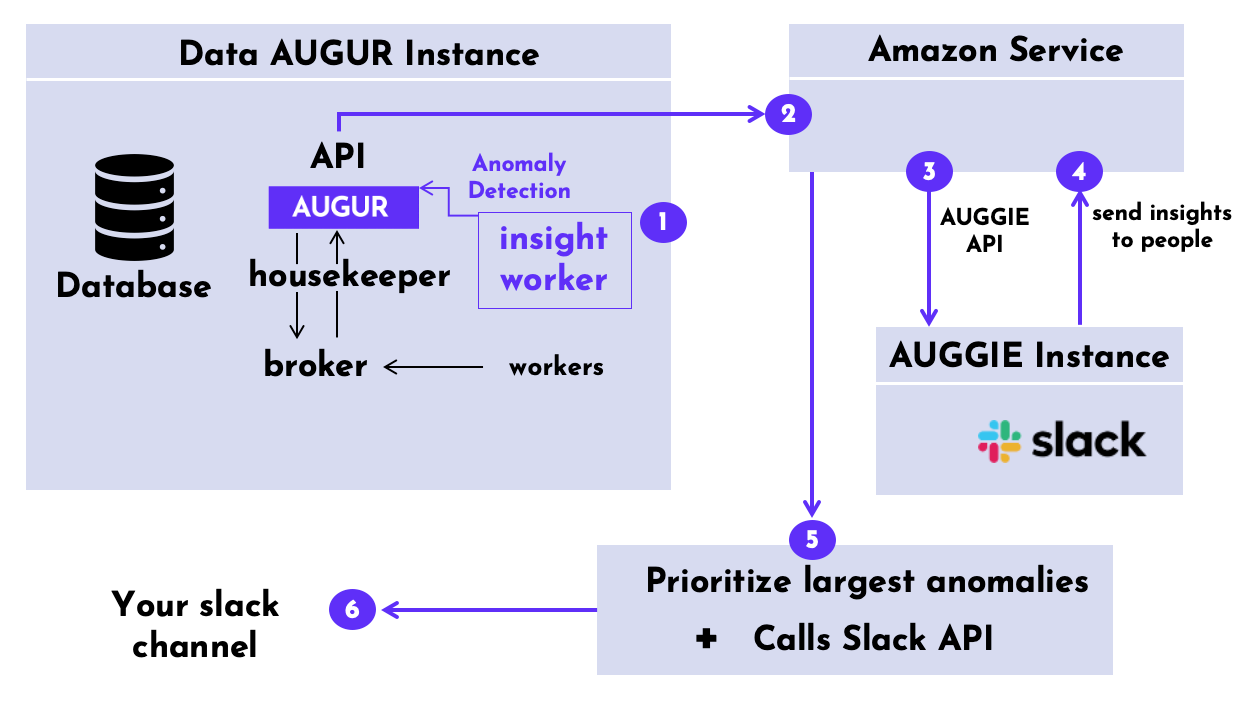 Data AUGUR Instance
Amazon Service
2
API
Anomaly
Detection
AUGUR
1
insight
worker
Database
housekeeper
broker
workers
3
4
AUGGIE
API
send insights
to people
AUGGIE Instance
slack
5
Prioritize largest anomalies
+ Calls Slack API
6
Your slack
channel